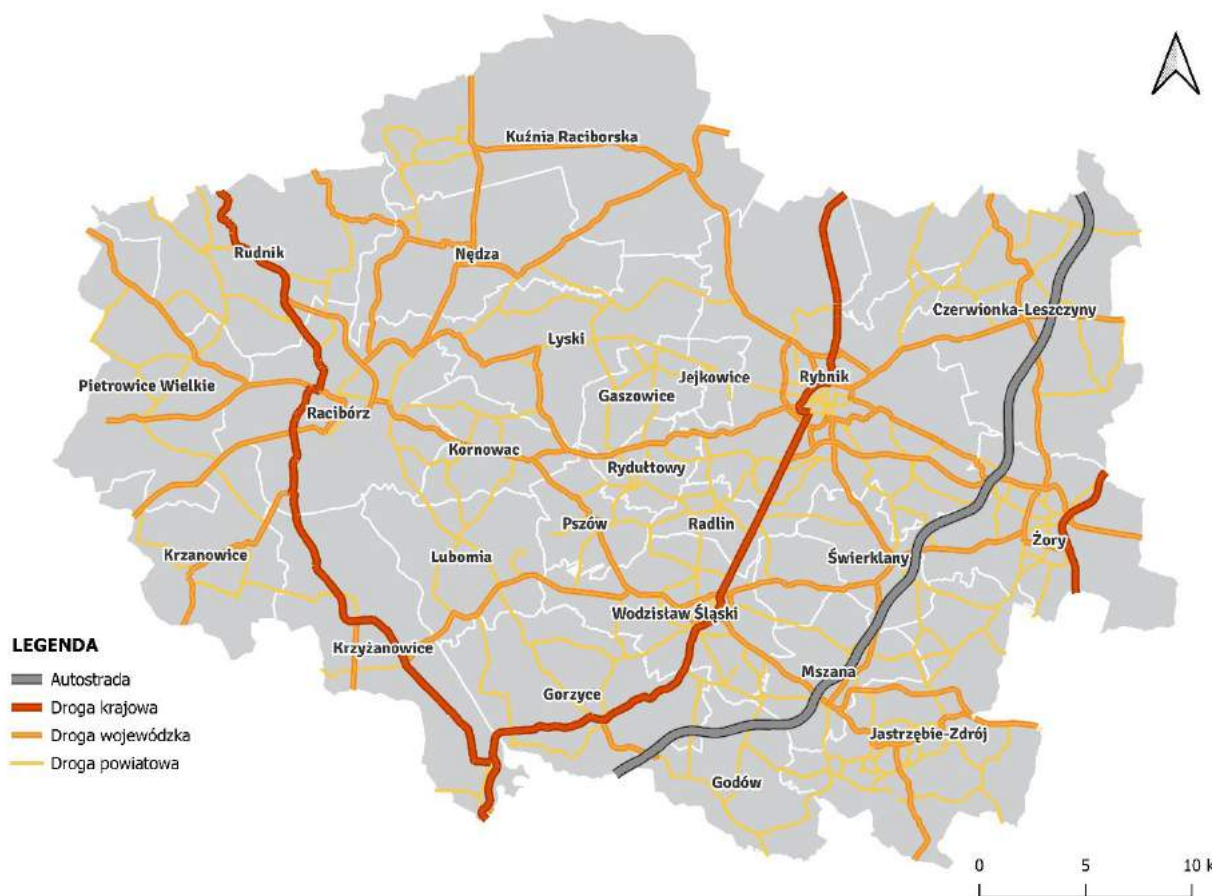 Kuźnia Raciborska
Rudnik
Nędza
Czerwionka-Leszczyny
Lyski
Pietrowice Wielkie
Jejkowice
Rybnik
Gaszowice
Racibórz
Kornowac
Rydułtowy
Pszów
Radlin
Żory
Krzanowice
Lubomia
Świerklany
Wodzisław Śląski
LEGENDA
Krzyżanowice
Autostrada
Mszana
Gorzyce
Droga krajowa
Droga wojewódzka
Jastrzębie-Zdrój
Droga powiatowa
Godów
0 5 10 k